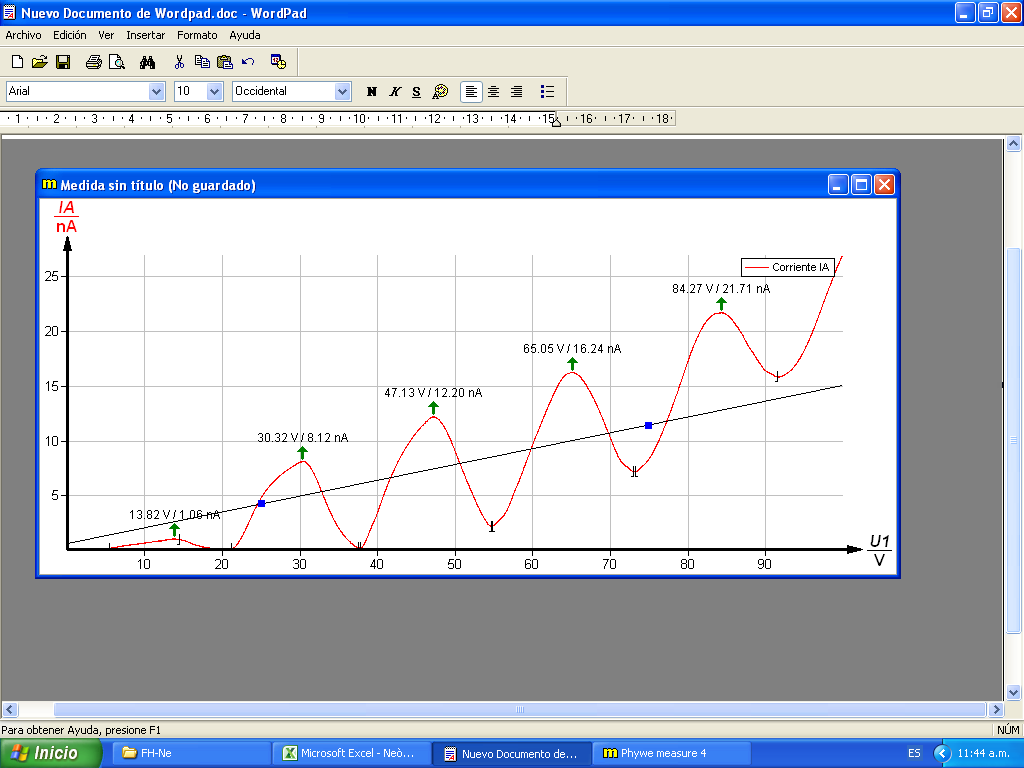 Nuevo Documento de Wordpad.doc - WordPad
Archivo Edición Ver Insertar Formato Ayuda
Arial 10 Occidental N K S
1 2 3 4 5 6 7 8 9 10 11 12 13 14 15 16 17 18
m Medida sin título (No guardado)
IA
nA
Corriente IA
25
84.27 V / 21.71 nA
20
65.05 V / 16.24 nA
47.13 V / 12.20 nA
15
30.32 V / 8.12 nA
10
13.82 V / 1.06 nA
5
U1
V
10 20 30 40 50 60 70 80 90
Para obtener Ayuda, presione F1 NÚM
Inicio FH-Ne Microsoft Excel - Neò... Nuevo Documento de... m Phywe measure 4 ES 11:44 a.m.